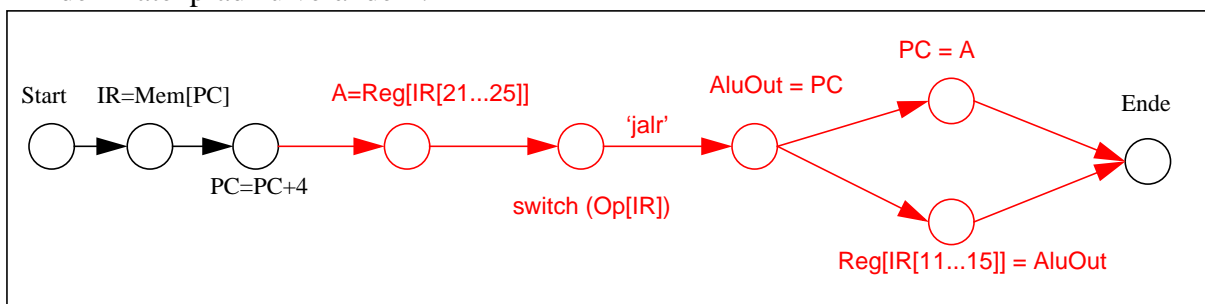 Start
IR=Mem[PC]
PC=PC+4
A=Reg[IR[21...25]]
switch (Op[IR])
'jalr'
AluOut = PC
PC = A
Reg[IR[11...15]] = AluOut
Ende